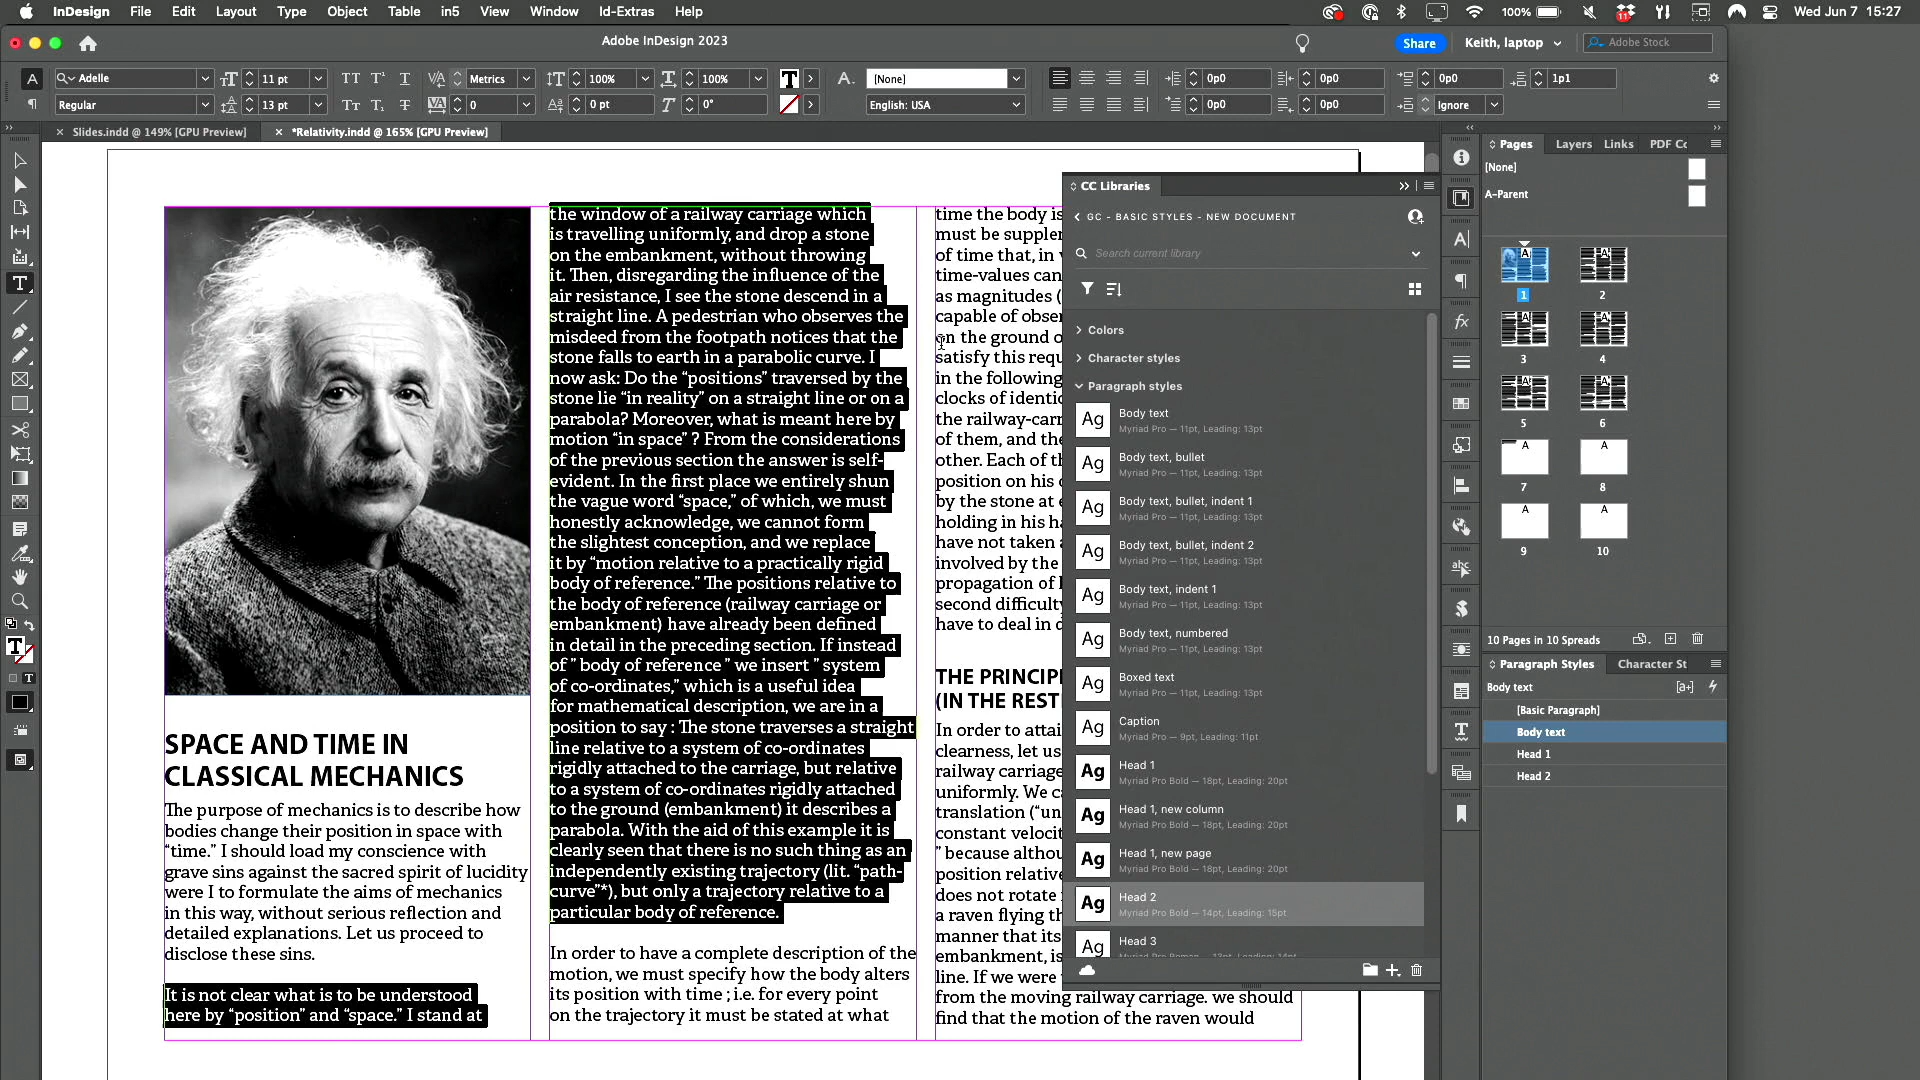 InDesign File Edit Layout Type Object Table in5 View Window Id-Extras Help
11 100% Wed Jun 7 15:27
Adobe InDesign 2023
Share
Keith, laptop
Adobe Stock
A Adelle 11 pt Metrics 100% 100% T A. [None] 0p0 0p0 0p0 1p1
Regular 13 pt 0 0 pt 0° English: USA 0p0 0p0 Ignore
Slides.indd @ 149% [GPU Preview]
*Relativity.indd @ 165% [GPU Preview]
SPACE AND TIME IN
CLASSICAL MECHANICS
The purpose of mechanics is to describe how
bodies change their position in space with
“time.” I should load my conscience with
grave sins against the sacred spirit of lucidity
were I to formulate the aims of mechanics
in this way, without serious reflection and
detailed explanations. Let us proceed to
disclose these sins.
It is not clear what is to be understood
here by “position” and “space.” I stand at
the window of a railway carriage which
is travelling uniformly, and drop a stone
on the embankment, without throwing
it. Then, disregarding the influence of the
air resistance, I see the stone descend in a
straight line. A pedestrian who observes the
misdeed from the footpath notices that the
stone falls to earth in a parabolic curve. I
now ask: Do the “positions” traversed by the
stone lie “in reality” on a straight line or on a
parabola? Moreover, what is meant here by
motion “in space” ? From the considerations
of the previous section the answer is self-
evident. In the first place we entirely shun
the vague word “space,” of which, we must
honestly acknowledge, we cannot form
the slightest conception, and we replace
it by “motion relative to a practically rigid
body of reference.” The positions relative to
the body of reference (railway carriage or
embankment) have already been defined
in detail in the preceding section. If instead
of ” body of reference ” we insert ” system
of co-ordinates,” which is a useful idea
for mathematical description, we are in a
position to say : The stone traverses a straight
line relative to a system of co-ordinates
rigidly attached to the carriage, but relative
to a system of co-ordinates rigidly attached
to the ground (embankment) it describes a
parabola. With the aid of this example it is
clearly seen that there is no such thing as an
independently existing trajectory (lit. “path-
curve”*), but only a trajectory relative to a
particular body of reference.
In order to have a complete description of the
motion, we must specify how the body alters
its position with time ; i.e. for every point
on the trajectory it must be stated at what
time the body is
must be supplem
of time that, in v
time-values can
as magnitudes (
capable of obser
on the ground o
satisfy this requ
in the following
clocks of identic
the railway-carr
of them, and the
other. Each of th
position on his o
by the stone at e
holding in his ha
have not taken a
involved by the
propagation of l
second difficulty
have to deal in d
THE PRINCIPL
(IN THE REST
In order to attai
clearness, let us
railway carriage
uniformly. We ca
translation (“un
constant velocit
” because althou
position relative
does not rotate
a raven flying th
manner that its
embankment, is
line. If we were
from the moving railway carriage. we should
find that the motion of the raven would
CC Libraries
GC - BASIC STYLES - NEW DOCUMENT
Search current library
Colors
Character styles
Paragraph styles
Ag Body text
Myriad Pro — 11pt, Leading: 13pt
Ag Body text, bullet
Myriad Pro — 11pt, Leading: 13pt
Ag Body text, bullet, indent 1
Myriad Pro — 11pt, Leading: 13pt
Ag Body text, bullet, indent 2
Myriad Pro — 11pt, Leading: 13pt
Ag Body text, indent 1
Myriad Pro — 11pt, Leading: 13pt
Ag Body text, numbered
Myriad Pro — 11pt, Leading: 13pt
Ag Boxed text
Myriad Pro — 11pt, Leading: 13pt
Ag Caption
Myriad Pro — 9pt, Leading: 11pt
Ag Head 1
Myriad Pro Bold — 18pt, Leading: 20pt
Ag Head 1, new column
Myriad Pro Bold — 18pt, Leading: 20pt
Ag Head 1, new page
Myriad Pro Bold — 18pt, Leading: 20pt
Ag Head 2
Myriad Pro Bold — 14pt, Leading: 15pt
Ag Head 3
Pages Layers Links PDF Cc
[None]
A-Parent
1 2
3 4
5 6
7 8
9 10
10 Pages in 10 Spreads
Paragraph Styles Character St
Body text [a+]
[Basic Paragraph]
Body text
Head 1
Head 2